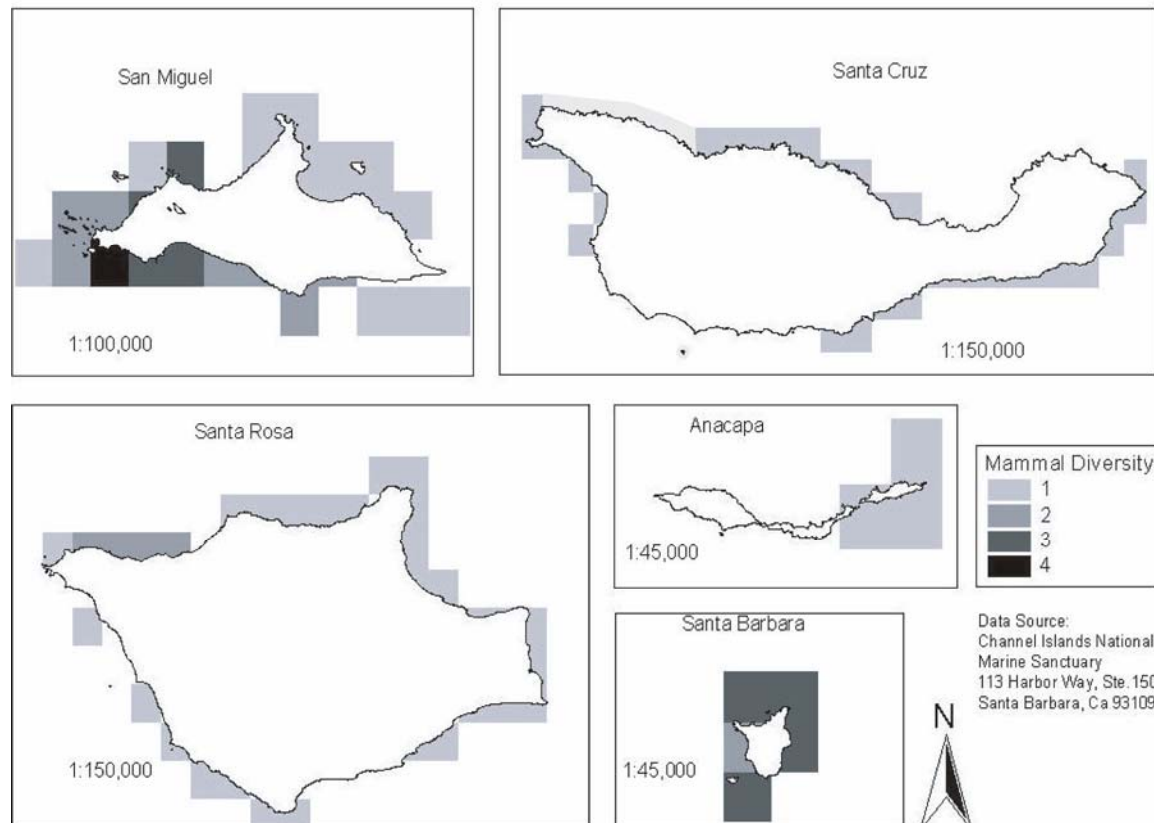 San Miguel
1:100,000
Santa Cruz
1:150,000
Santa Rosa
1:150,000
Anacapa
1:45,000
Mammal Diversity
1
2
3
4
Santa Barbara
1:45,000
Data Source:
Channel Islands National
Marine Sanctuary
113 Harbor Way, Ste.150
Santa Barbara, Ca 93109
N